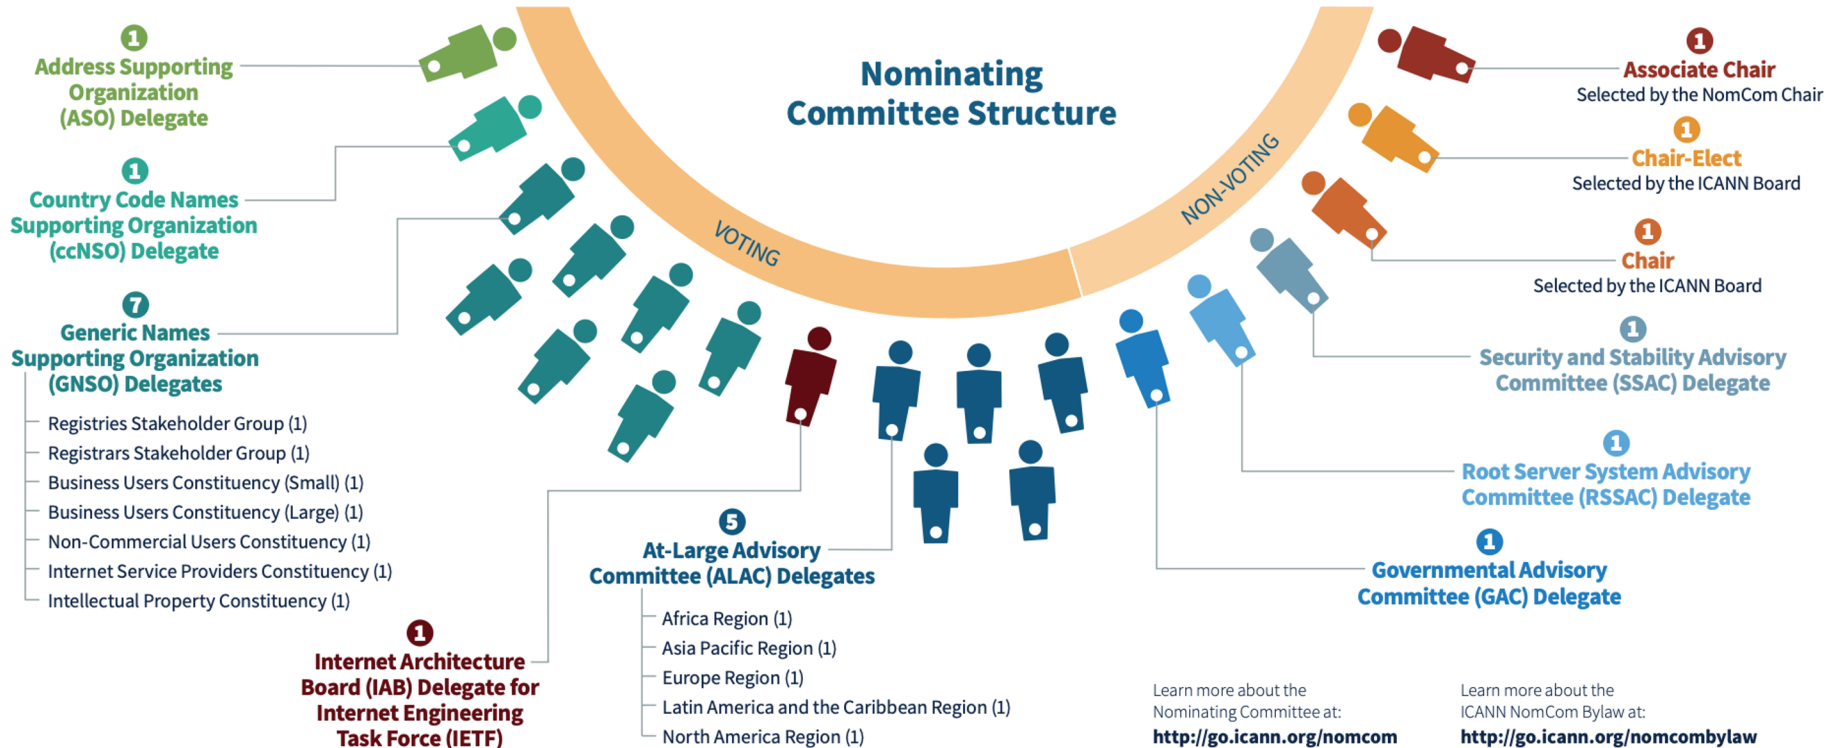 Nominating
Committee Structure
VOTING
NON-VOTING
1
Address Supporting
Organization
(ASO) Delegate
1
Country Code Names
Supporting Organization
(ccNSO) Delegate
7
Generic Names
Supporting Organization
(GNSO) Delegates
Registries Stakeholder Group (1)
Registrars Stakeholder Group (1)
Business Users Constituency (Small) (1)
Business Users Constituency (Large) (1)
Non-Commercial Users Constituency (1)
Internet Service Providers Constituency (1)
Intellectual Property Constituency (1)
1
Internet Architecture
Board (IAB) Delegate for
Internet Engineering
Task Force (IETF)
5
At-Large Advisory
Committee (ALAC) Delegates
Africa Region (1)
Asia Pacific Region (1)
Europe Region (1)
Latin America and the Caribbean Region (1)
North America Region (1)
1
Associate Chair
Selected by the NomCom Chair
1
Chair-Elect
Selected by the ICANN Board
1
Chair
Selected by the ICANN Board
1
Security and Stability Advisory
Committee (SSAC) Delegate
1
Root Server System Advisory
Committee (RSSAC) Delegate
1
Governmental Advisory
Committee (GAC) Delegate
Learn more about the
Nominating Committee at:
http://go.icann.org/nomcom
Learn more about the
ICANN NomCom Bylaw at:
http://go.icann.org/nomcombylaw